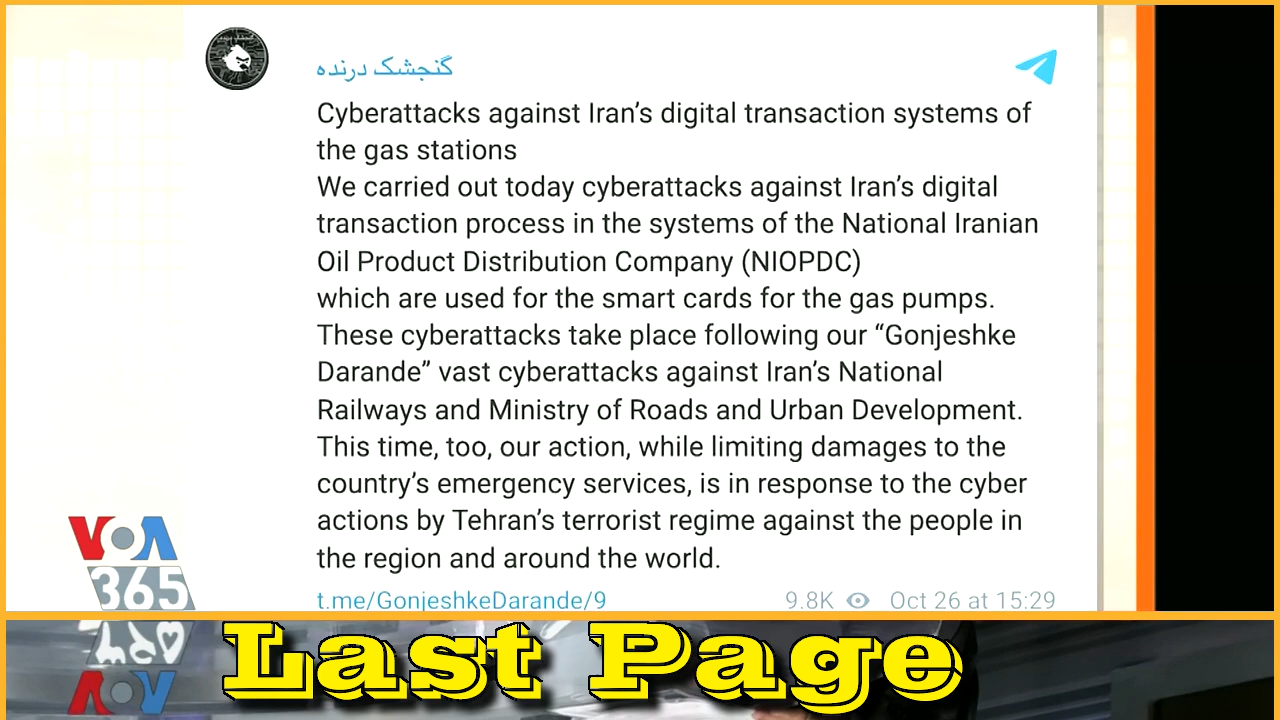 گنجشک درنده
Cyberattacks against Iran’s digital transaction systems of
the gas stations
We carried out today cyberattacks against Iran’s digital
transaction process in the systems of the National Iranian
Oil Product Distribution Company (NIOPDC)
which are used for the smart cards for the gas pumps.
These cyberattacks take place following our “Gonjeshke
Darande” vast cyberattacks against Iran’s National
Railways and Ministry of Roads and Urban Development.
This time, too, our action, while limiting damages to the
country’s emergency services, is in response to the cyber
actions by Tehran’s terrorist regime against the people in
the region and around the world.
t.me/GonjeshkeDarande/9 9.8K Oct 26 at 15:29
VOA
365
Last Page